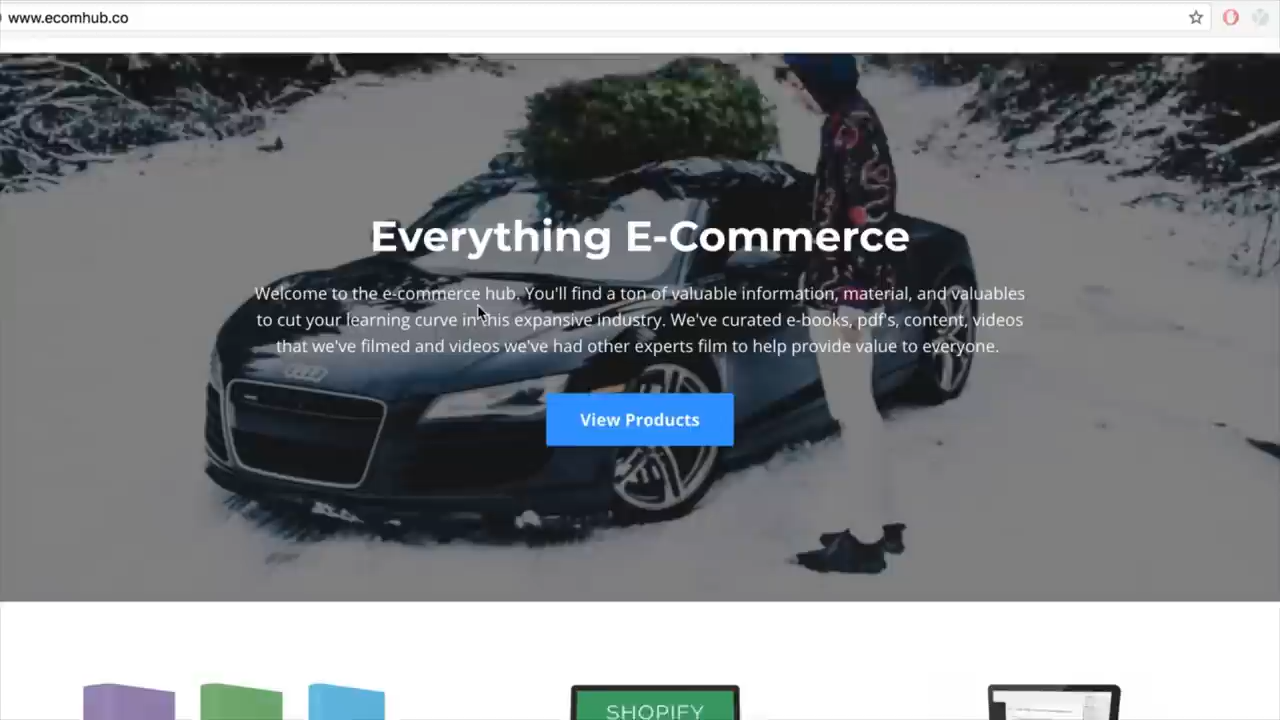 www.ecomhub.co
Everything E-Commerce
Welcome to the e-commerce hub. You'll find a ton of valuable information, material, and valuables
to cut your learning curve in this expansive industry. We've curated e-books, pdf's, content, videos
that we've filmed and videos we've had other experts film to help provide value to everyone.
View Products
SHOPIFY